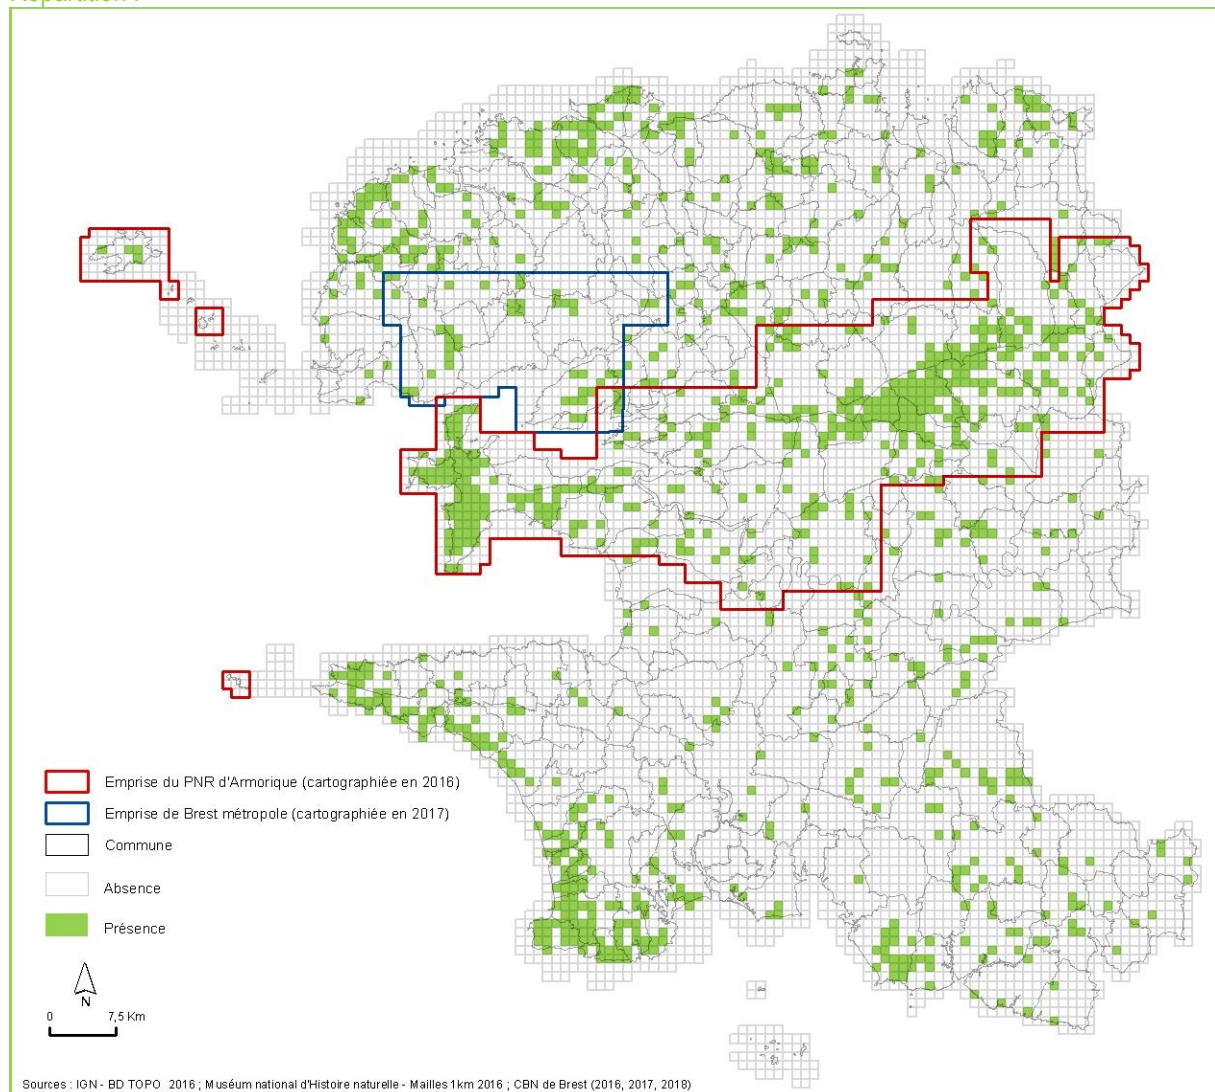 Répartition :
Emprise du PNR d'Armorique (cartographiée en 2016)
Emprise de Brest métropole (cartographiée en 2017)
Commune
Absence
Présence
N
0 7,5 Km
Sources : IGN - BD TOPO 2016 ; Muséum national d'Histoire naturelle - Mailles 1km 2016 ; CBN de Brest (2016, 2017, 2018)